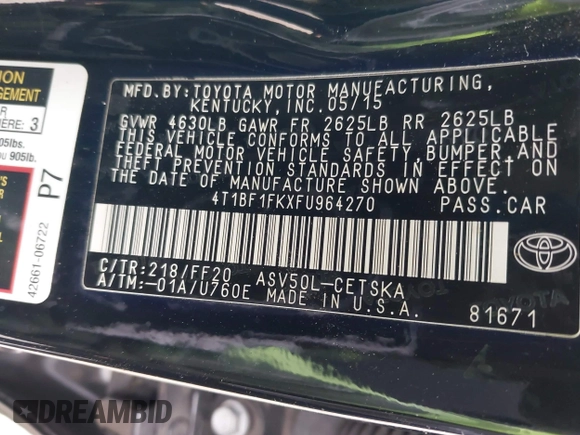 MFD. BY: TOYOTA MOTOR MANUFACTURING,
KENTUCKY, INC. 05/15
GVWR 4630LB GAWR FR 2625LB RR 2625LB
THIS VEHICLE CONFORMS TO ALL APPLICABLE
FEDERAL MOTOR VEHICLE SAFETY, BUMPER, AND
THEFT PREVENTION STANDARDS IN EFFECT ON
THE DATE OF MANUFACTURE SHOWN ABOVE.
4T1BF1FKXFU964270 PASS. CAR
C/TR: 218/FF20 ASV50L-CETSKA
A/TM: -01A/U760E MADE IN U.S.A.
81671
TOYOTA
3
905lb.
P7
42661-06722
DREAMBID